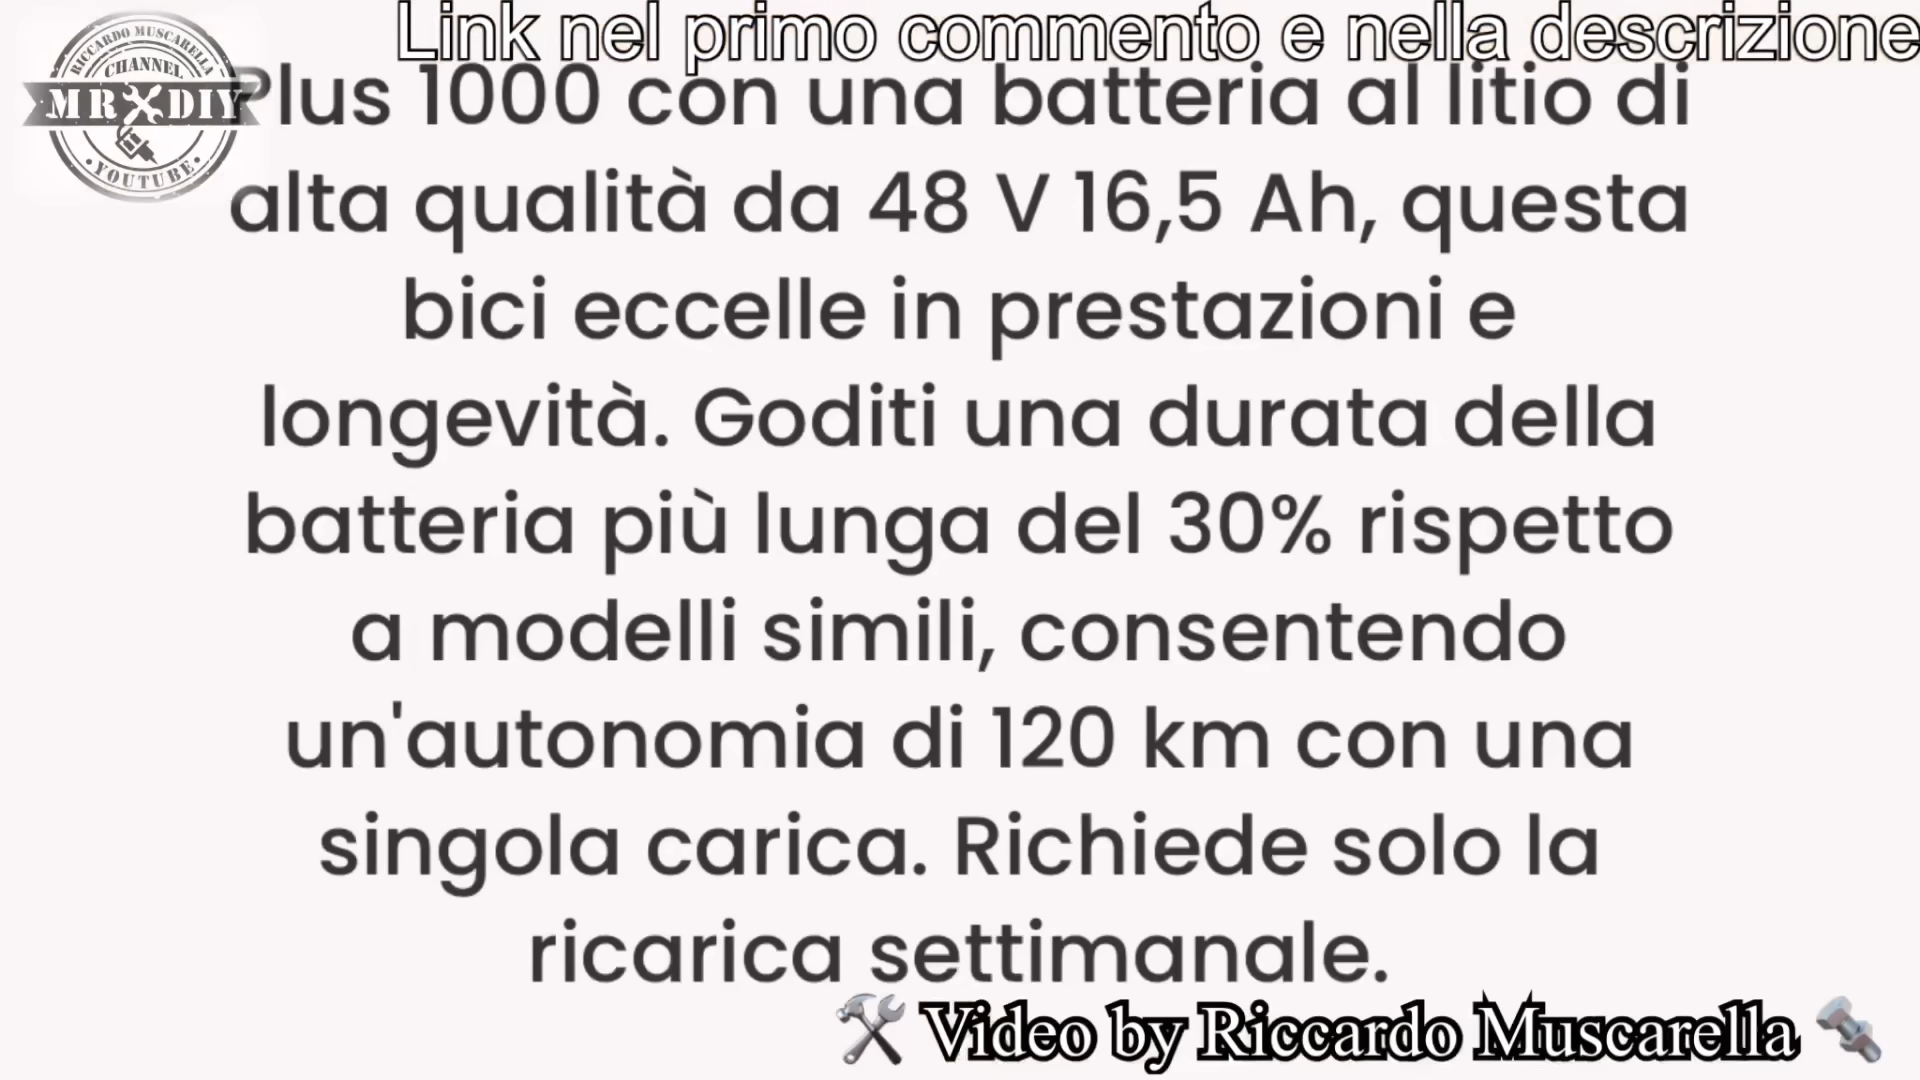 Link nel primo commento e nella descrizione
RICCARDO MUSCARELLA
CHANNEL
MR DIY
YOUTUBE
Plus 1000 con una batteria al litio di
alta qualità da 48 V 16,5 Ah, questa
bici eccelle in prestazioni e
longevità. Goditi una durata della
batteria più lunga del 30% rispetto
a modelli simili, consentendo
un'autonomia di 120 km con una
singola carica. Richiede solo la
ricarica settimanale.
Video by Riccardo Muscarella